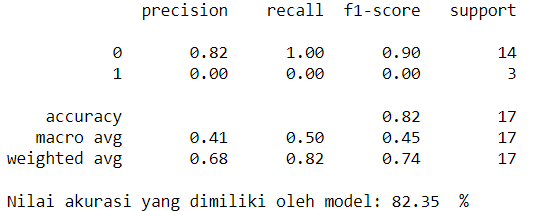 precision recall f1-score support
0 0.82 1.00 0.90 14
1 0.00 0.00 0.00 3
accuracy 0.82 17
macro avg 0.41 0.50 0.45 17
weighted avg 0.68 0.82 0.74 17
Nilai akurasi yang dimiliki oleh model: 82.35 %